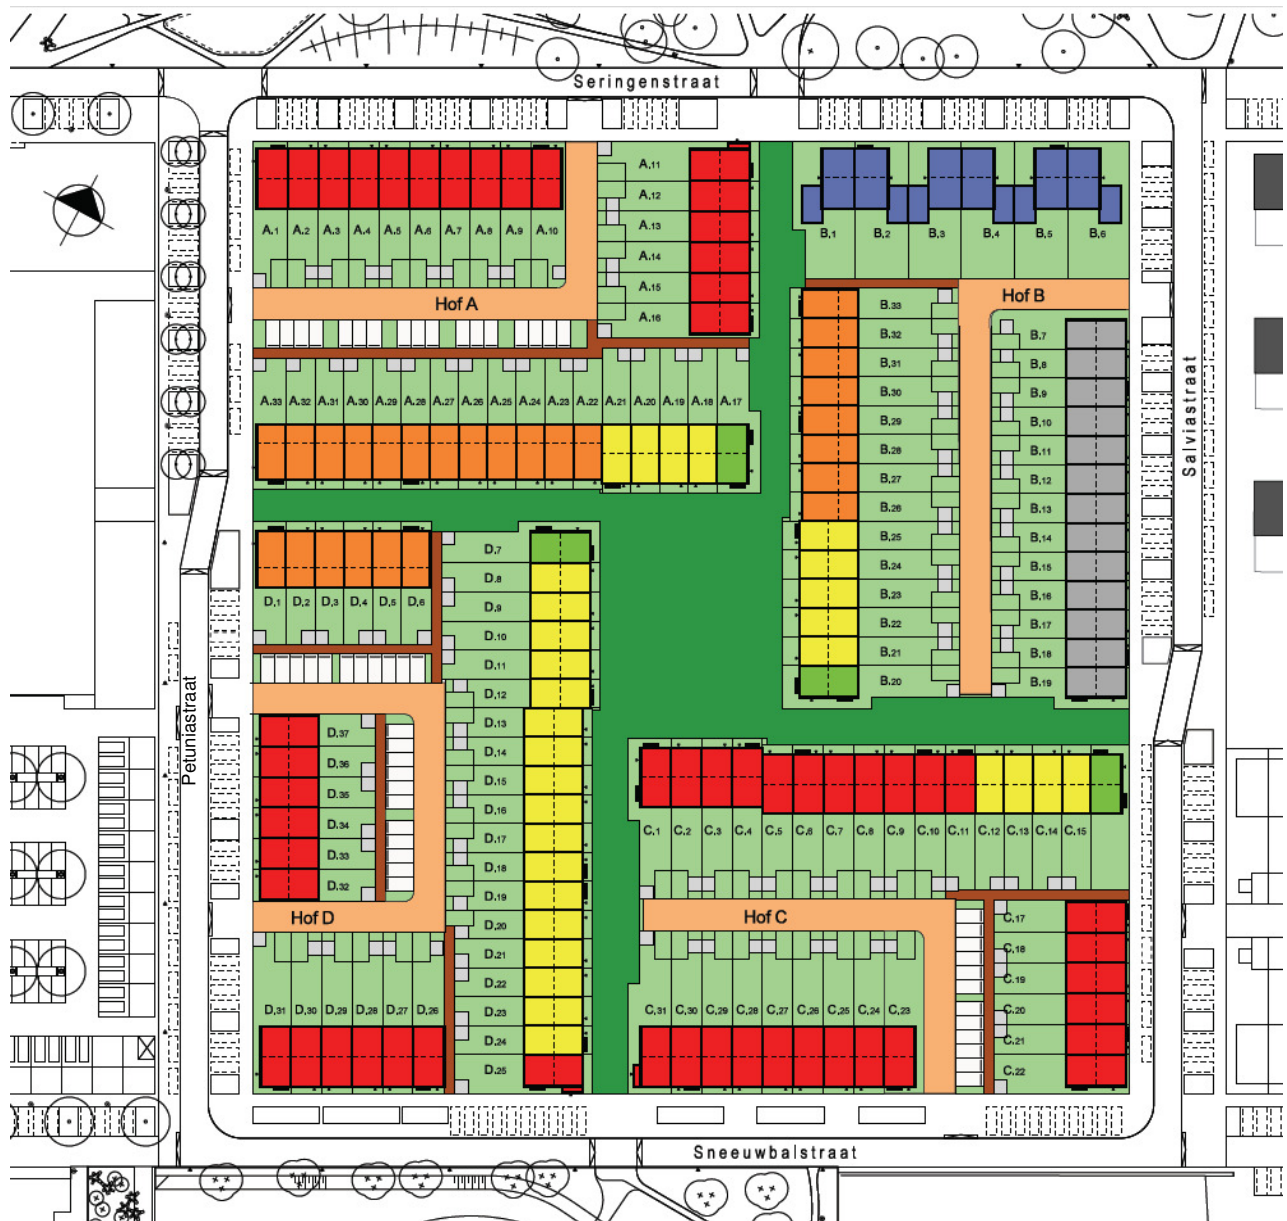 Seringenstraat
A.11
A.12
A.13
A.14
A.15
A.16
A.1 A.2 A.3 A.4 A.5 A.6 A.7 A.8 A.9 A.10
B.1 B.2 B.3 B.4 B.5 B.6
Hof A
Hof B
B.33
B.32
B.31
B.30
B.29
B.28
B.27
B.26
B.25
B.24
B.23
B.22
B.21
B.20
B.7
B.8
B.9
B.10
B.11
B.12
B.13
B.14
B.15
B.16
B.17
B.18
B.19
Salviastraat
A.33 A.32 A.31 A.30 A.29 A.28 A.27 A.26 A.25 A.24 A.23 A.22 A.21 A.20 A.19 A.18 A.17
D.1 D.2 D.3 D.4 D.5 D.6
D.7
D.8
D.9
D.10
D.11
D.12
D.13
D.14
D.15
D.16
D.17
D.18
D.19
D.20
D.21
D.22
D.23
D.24
D.25
Petuniastraat
D.37
D.36
D.35
D.34
D.33
D.32
Hof D
D.31 D.30 D.29 D.28 D.27 D.26
C.1 C.2 C.3 C.4 C.5 C.6 C.7 C.8 C.9 C.10 C.11 C.12 C.13 C.14 C.15
Hof C
C.17
C.18
C.19
C.20
C.21
C.22
C.31 C.30 C.29 C.28 C.27 C.26 C.25 C.24 C.23
Sneeuwbalstraat